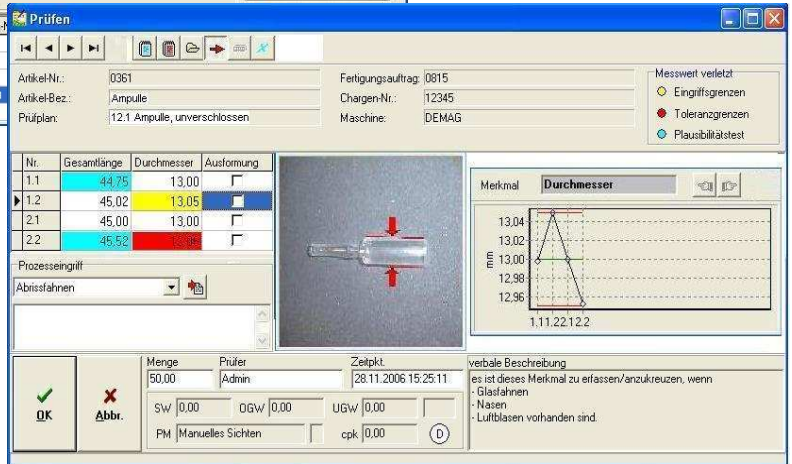 Prüfen
Artikel-Nr.: 0361
Fertigungsauftrag: 0815
Messwert verletzt
Artikel-Bez.: Ampulle
Chargen-Nr.: 12345
Eingriffsgrenzen
Prüfplan: 12.1 Ampulle, unverschlossen
Maschine: DEMAG
Toleranzgrenzen
Plausibilitätstest
Nr. Gesamtlänge Durchmesser Ausformung
1.1 44,75 13,00
1.2 45,02 13,05
2.1 45,00 13,00
2.2 45,52
Merkmal Durchmesser
13,04
13,02
13,00
12,98
12,96
mm
1.11.22.12.2
Prozesseingriff
Abrissfahnen
OK
Abbr.
Menge Prüfer Zeitpkt.
50,00 Admin 28.11.2006 15:25:11
SW 0,00 OGW 0,00 UGW 0,00
PM Manuelles Sichten cpk 0,00 D
verbale Beschreibung
es ist dieses Merkmal zu erfassen/anzukreuzen, wenn
- Glasfahnen
- Nasen
- Luftblasen vorhanden sind.